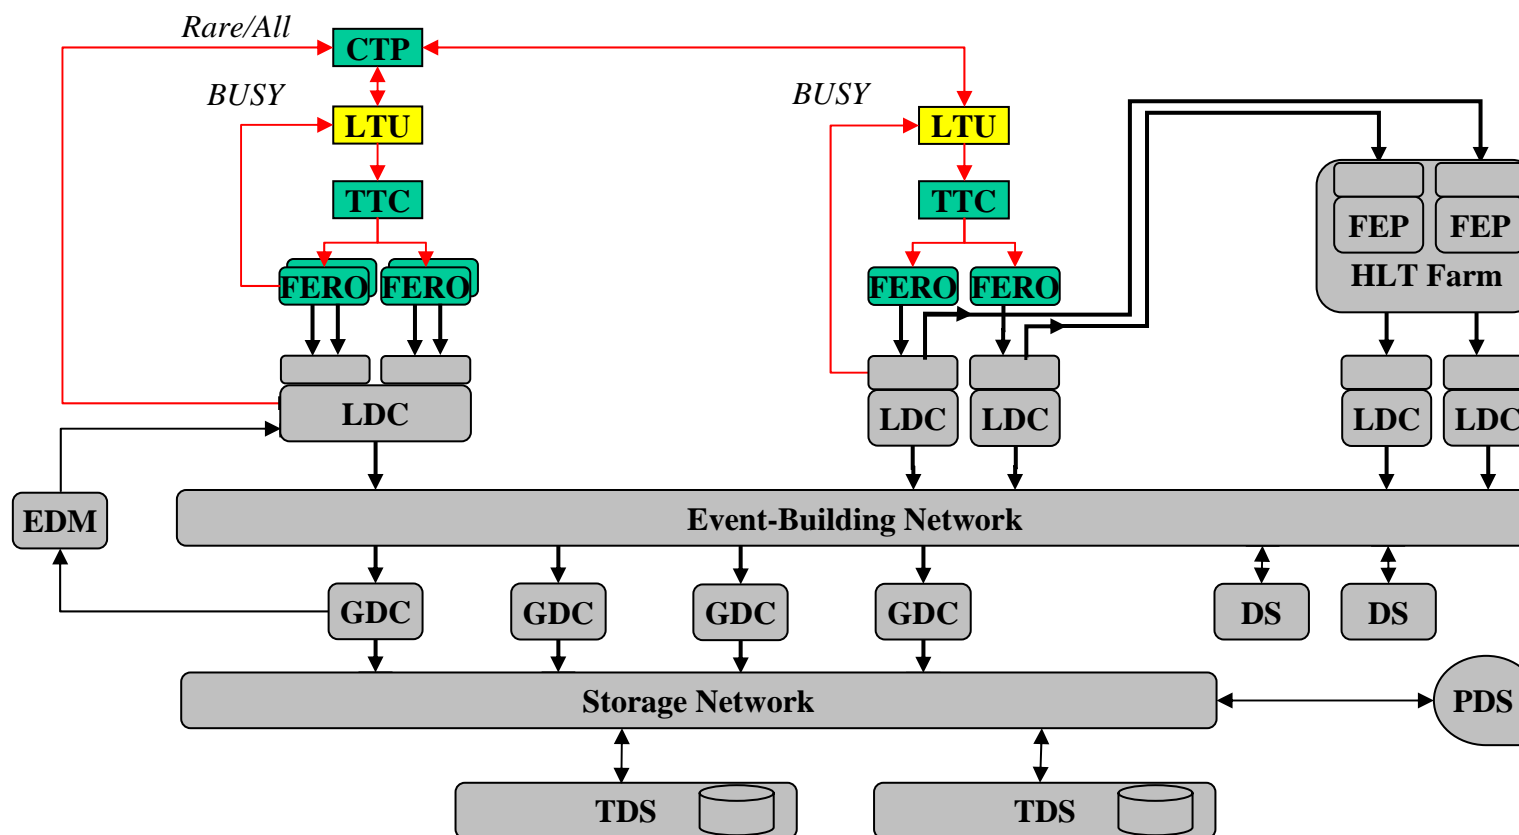 Rare/All
CTP
BUSY
BUSY
LTU
LTU
TTC
TTC
FEP
FEP
HLT Farm
FERO
FERO
FERO
FERO
LDC
LDC
LDC
LDC
LDC
EDM
Event-Building Network
GDC
GDC
GDC
GDC
DS
DS
Storage Network
PDS
TDS
TDS